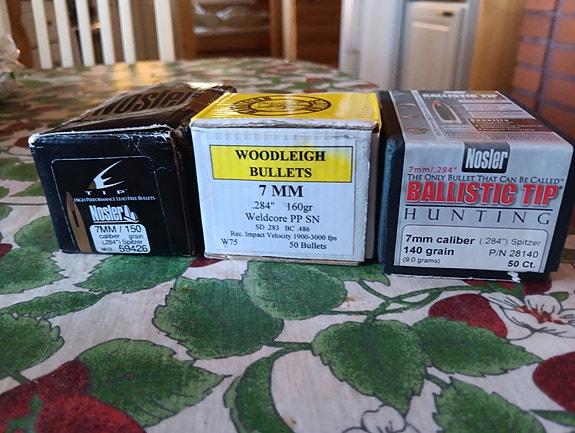 Nosler
E
TIP
HIGH PERFORMANCE LEAD FREE BULLETS
Nosler
7MM / 150
caliber grain
(.284") Spitzer
59426
WOODLEIGH
BULLETS
7 MM
.284" 160gr
Weldcore PP SN
SD .283 BC .486
Rec. Impact Velocity 1900-3000 fps
W75 50 Bullets
BALLISTIC TIP
Nosler
7mm/.284"
THE ONLY BULLET THAT CAN BE CALLED™
BALLISTIC TIP
HUNTING
7mm caliber (.284") Spitzer
140 grain P/N 28140
(9.0 grams) 50 Ct.